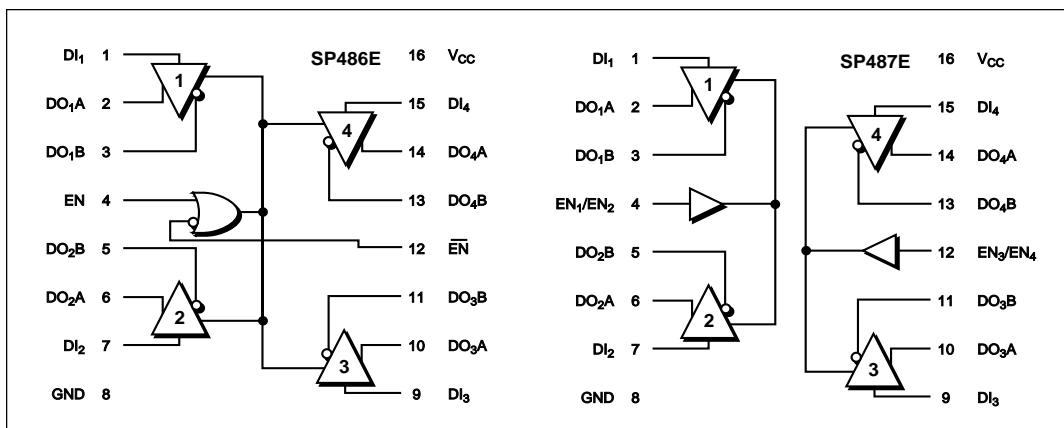 SP486E
DI₁ 1
DO₁A 2
DO₁B 3
EN 4
DO₂B 5
DO₂A 6
DI₂ 7
GND 8
1
2
3
4
16 V_CC
15 DI₄
14 DO₄A
13 DO₄B
12 E̅N̅
11 DO₃B
10 DO₃A
9 DI₃
SP487E
DI₁ 1
DO₁A 2
DO₁B 3
EN₁/EN₂ 4
DO₂B 5
DO₂A 6
DI₂ 7
GND 8
1
2
3
4
16 V_CC
15 DI₄
14 DO₄A
13 DO₄B
12 EN₃/EN₄
11 DO₃B
10 DO₃A
9 DI₃